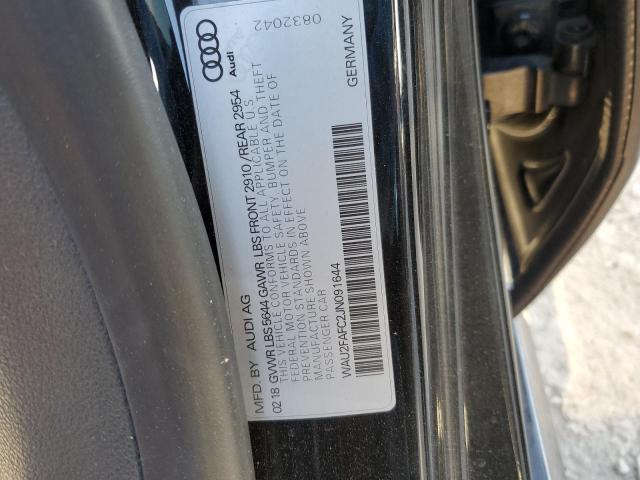 MFD. BY AUDI AG
02 18 GVWR LBS 5644 GAWR LBS FRONT 2910 / REAR 2954
THIS VEHICLE CONFORMS TO ALL APPLICABLE U.S.
FEDERAL MOTOR VEHICLE SAFETY, BUMPER AND THEFT
PREVENTION STANDARDS IN EFFECT ON THE DATE OF
MANUFACTURE SHOWN ABOVE
PASSENGER CAR
WAU2FAFC2JN091644
Audi
0832042
GERMANY